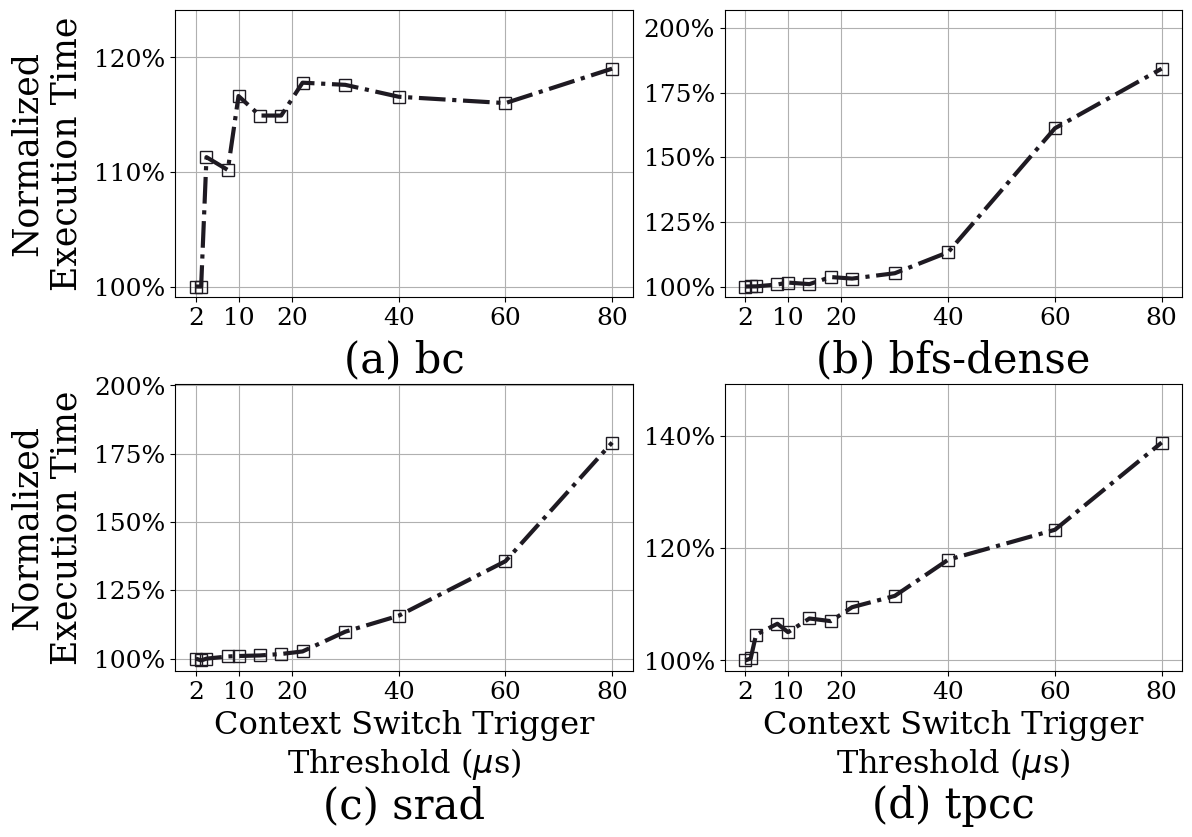 Normalized
Execution Time
120%
110%
100%
2 10 20 40 60 80
(a) bc
200%
175%
150%
125%
100%
2 10 20 40 60 80
(b) bfs-dense
Normalized
Execution Time
200%
175%
150%
125%
100%
2 10 20 40 60 80
Context Switch Trigger
Threshold (μs)
(c) srad
140%
120%
100%
2 10 20 40 60 80
Context Switch Trigger
Threshold (μs)
(d) tpcc